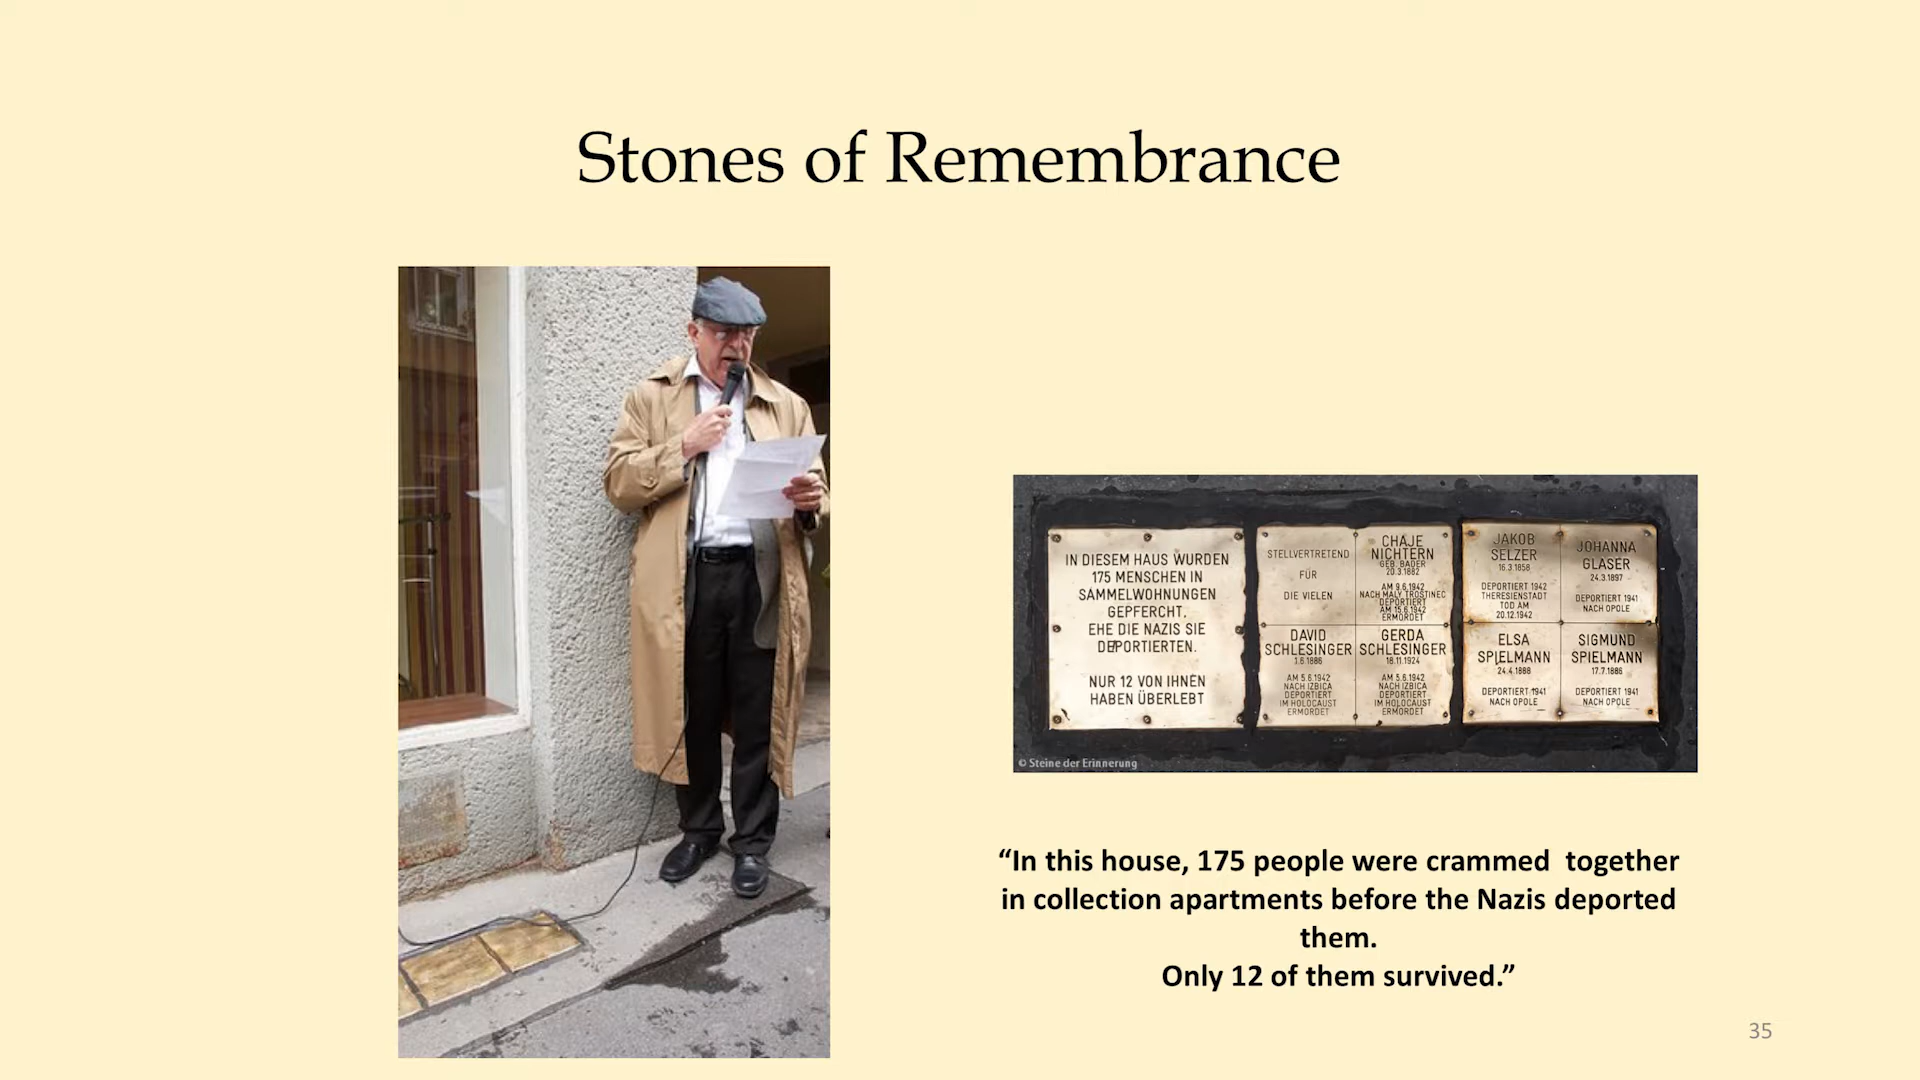 Stones of Remembrance
IN DIESEM HAUS WURDEN
175 MENSCHEN IN
SAMMELWOHNUNGEN
GEPFERCHT,
EHE DIE NAZIS SIE
DEPORTIERTEN.
NUR 12 VON IHNEN
HABEN ÜBERLEBT
STELLVERTRETEND
FÜR
DIE VIELEN
CHAJE
NICHTERN
GEB. BADER
20.3.1882
AM 9.6.1942
NACH MALY TROSTINEC
DEPORTIERT
AM 15.6.1942
ERMORDET
DAVID
SCHLESINGER
1.6.1886
AM 5.6.1942
NACH IZBICA
DEPORTIERT
IM HOLOCAUST
ERMORDET
GERDA
SCHLESINGER
18.11.1924
AM 5.6.1942
NACH IZBICA
DEPORTIERT
IM HOLOCAUST
ERMORDET
JAKOB
SELZER
16.3.1858
DEPORTIERT 1942
THERESIENSTADT
TOD AM
20.12.1942
JOHANNA
GLASER
24.3.1897
DEPORTIERT 1941
NACH OPOLE
ELSA
SPIELMANN
24.4.1888
DEPORTIERT 1941
NACH OPOLE
SIGMUND
SPIELMANN
17.7.1886
DEPORTIERT 1941
NACH OPOLE
© Steine der Erinnerung
“In this house, 175 people were crammed together
in collection apartments before the Nazis deported
them.
Only 12 of them survived.”
35